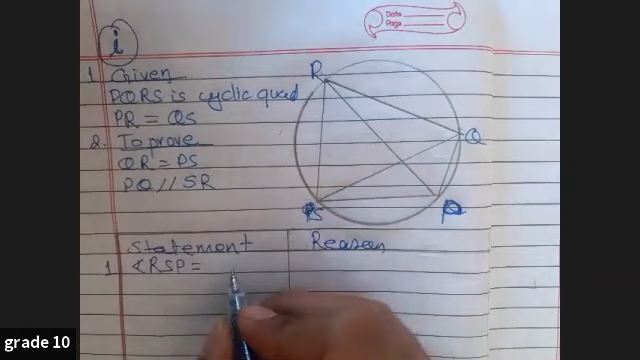 Date
Page
i
1 Given
PQRS is cyclic quad
PR = QS
2. To prove
QR = PS
PQ // SR
R
Q
S
P
Statement Reason
1 ∢RSP =
grade 10